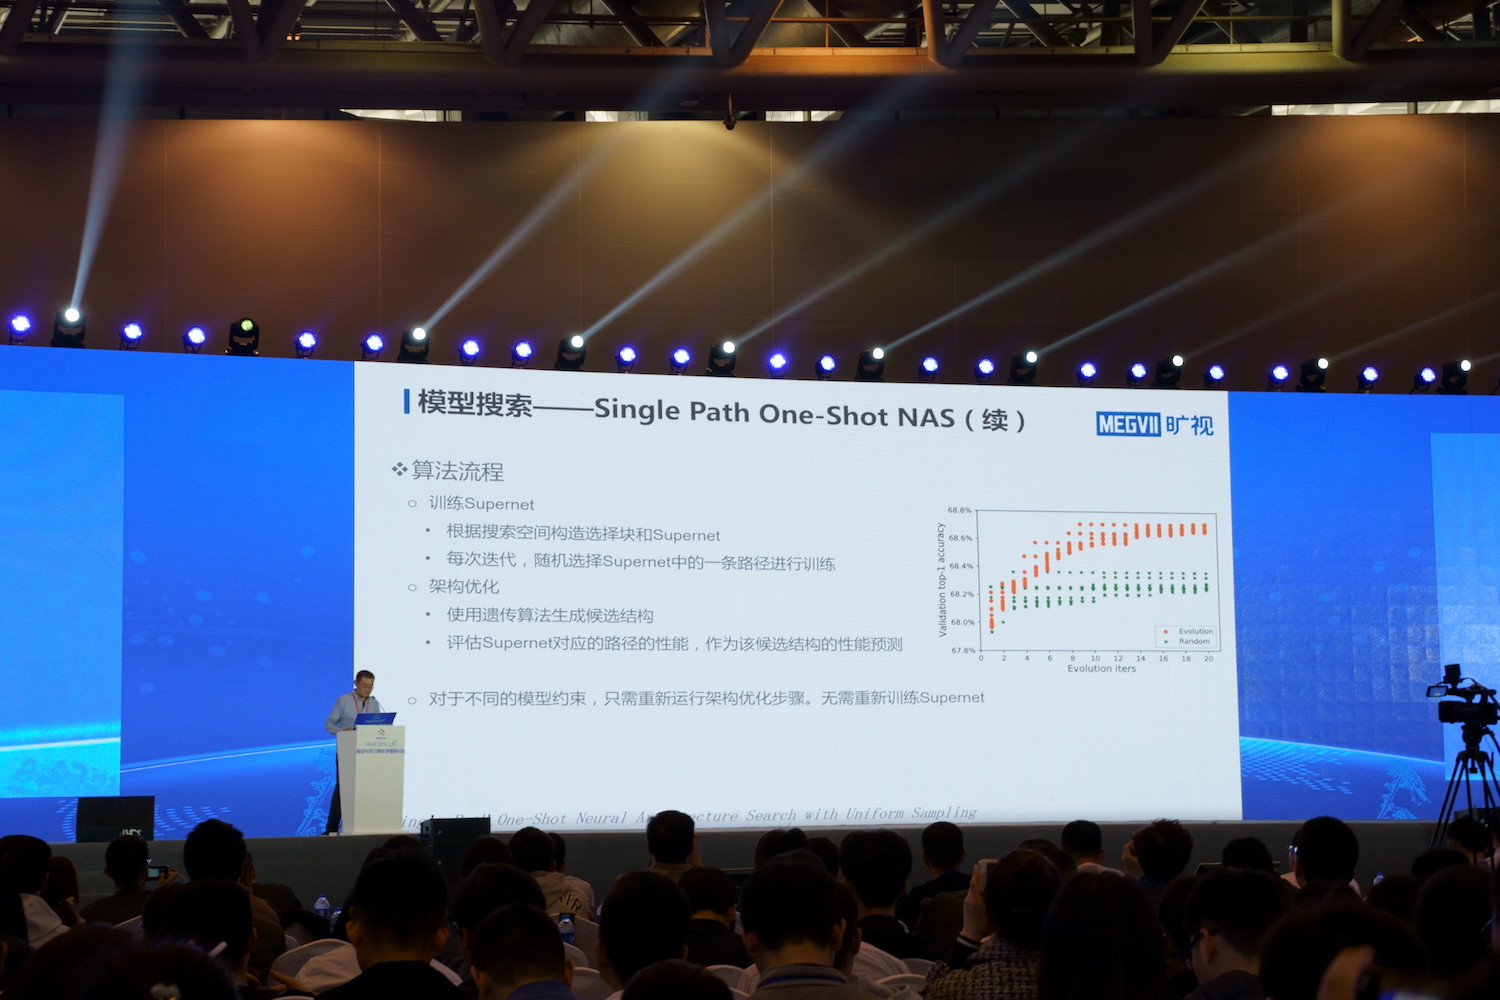 模型搜索——Single Path One-Shot NAS（续）
MEGVII 旷视
算法流程
训练Supernet
根据搜索空间构造选择块和Supernet
每次迭代，随机选择Supernet中的一条路径进行训练
架构优化
使用遗传算法生成候选结构
评估Supernet对应的路径的性能，作为该候选结构的性能预测
对于不同的模型约束，只需重新运行架构优化步骤。无需重新训练Supernet
Validation top-1 accuracy
68.8%
68.6%
68.4%
68.2%
68.0%
67.8%
0 2 4 6 8 10 12 14 16 18 20
Evolution iters
Evolution
Random
One-Shot Neural Architecture Search with Uniform Sampling